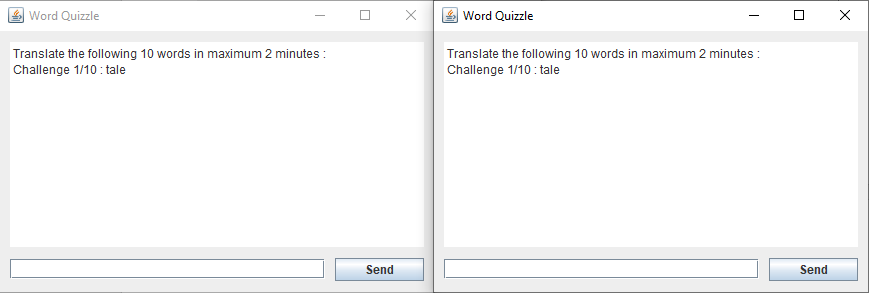 Word Quizzle
Translate the following 10 words in maximum 2 minutes :
Challenge 1/10 : tale
Send
Word Quizzle
Translate the following 10 words in maximum 2 minutes :
Challenge 1/10 : tale
Send